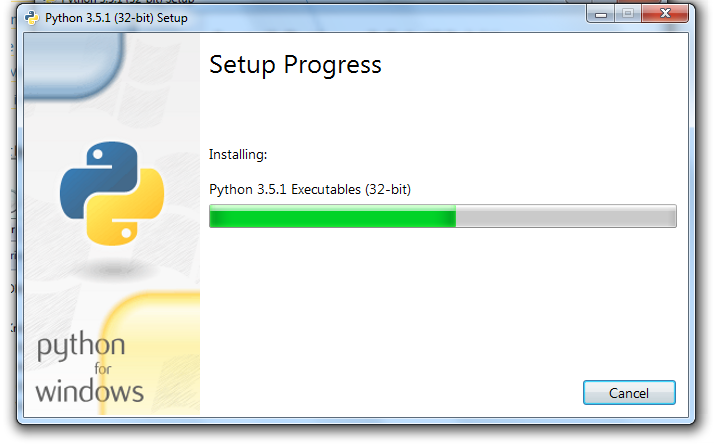 Python 3.5.1 (32-bit) Setup
Setup Progress
Installing:
Python 3.5.1 Executables (32-bit)
python
for
windows
Cancel